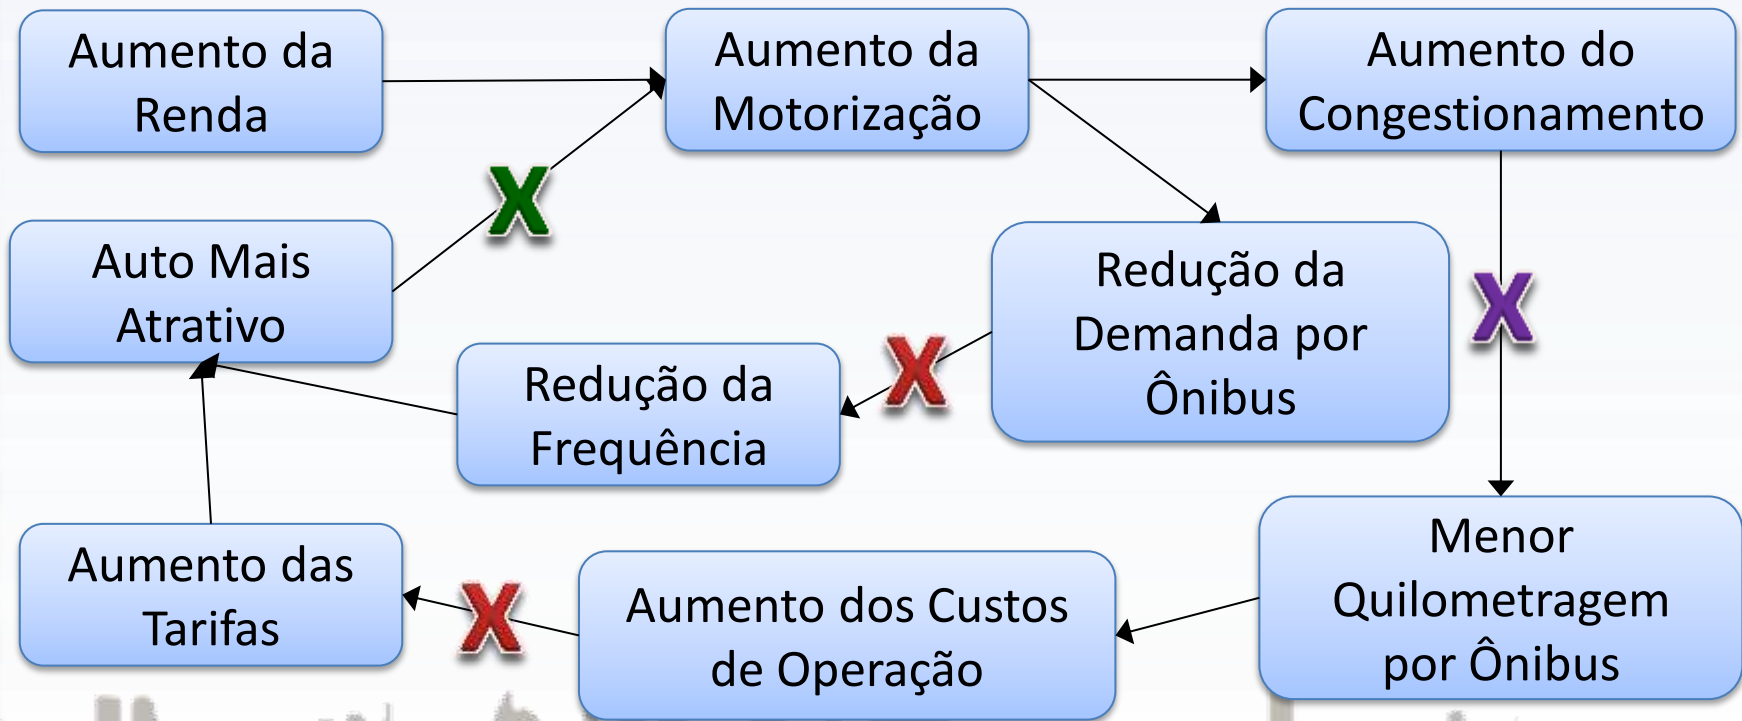 Aumento da
Renda
Aumento da
Motorização
Aumento do
Congestionamento
X
Auto Mais
Atrativo
Redução da
Demanda por
Ônibus
X
X
Redução da
Frequência
Aumento das
Tarifas
X
Aumento dos Custos
de Operação
Menor
Quilometragem
por Ônibus